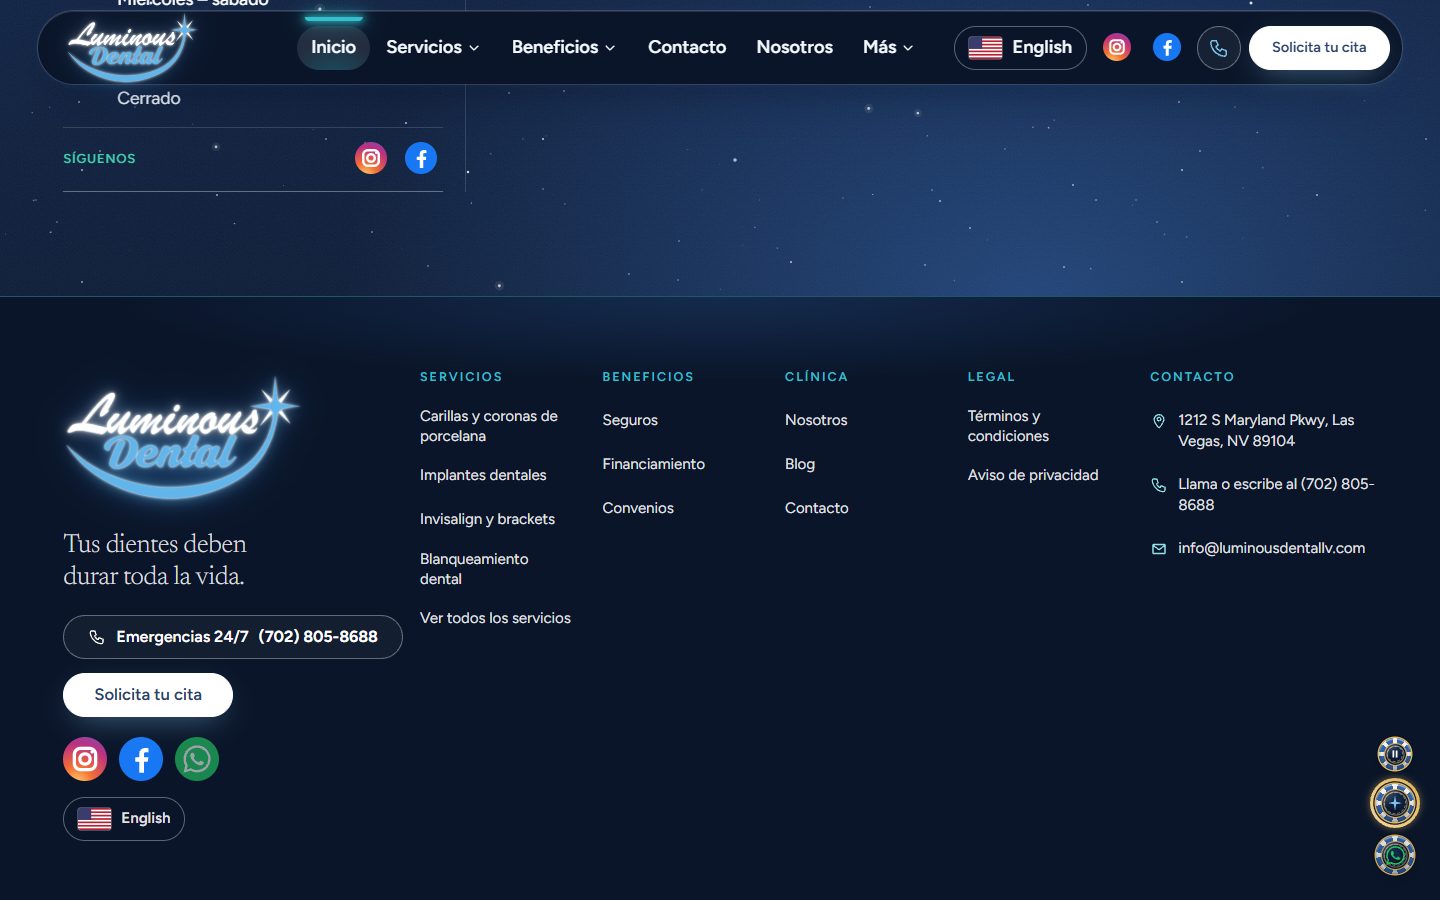 Miércoles – sábado
Luminous
Dental
Inicio
Servicios
Beneficios
Contacto
Nosotros
Más
English
Solicita tu cita
Cerrado
SÍGUENOS
Luminous
Dental
Tus dientes deben
durar toda la vida.
Emergencias 24/7 (702) 805-8688
Solicita tu cita
English
SERVICIOS
Carillas y coronas de
porcelana
Implantes dentales
Invisalign y brackets
Blanqueamiento
dental
Ver todos los servicios
BENEFICIOS
Seguros
Financiamiento
Convenios
CLÍNICA
Nosotros
Blog
Contacto
LEGAL
Términos y
condiciones
Aviso de privacidad
CONTACTO
1212 S Maryland Pkwy, Las
Vegas, NV 89104
Llama o escribe al (702) 805-
8688
info@luminousdentallv.com